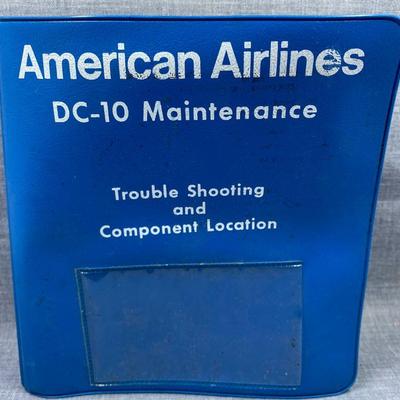 American Airlines
DC-10 Maintenance
Trouble Shooting
and
Component Location